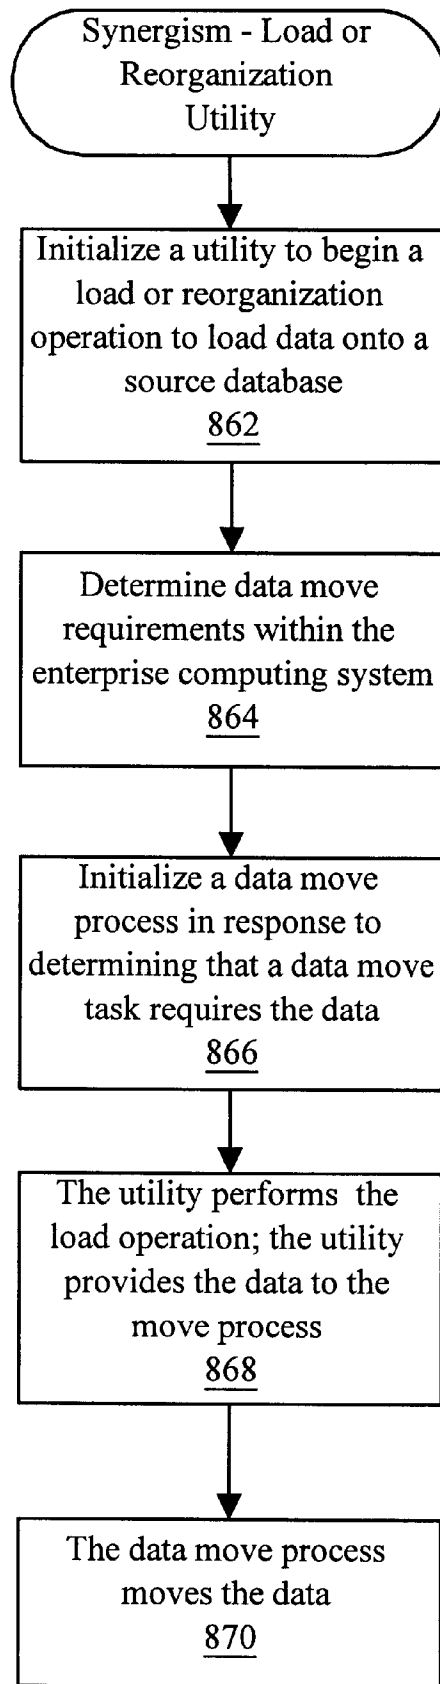 Synergism - Load or
Reorganization
Utility
Initialize a utility to begin a
load or reorganization
operation to load data onto a
source database
862
Determine data move
requirements within the
enterprise computing system
864
Initialize a data move
process in response to
determining that a data move
task requires the data
866
The utility performs the
load operation; the utility
provides the data to the
move process
868
The data move process
moves the data
870